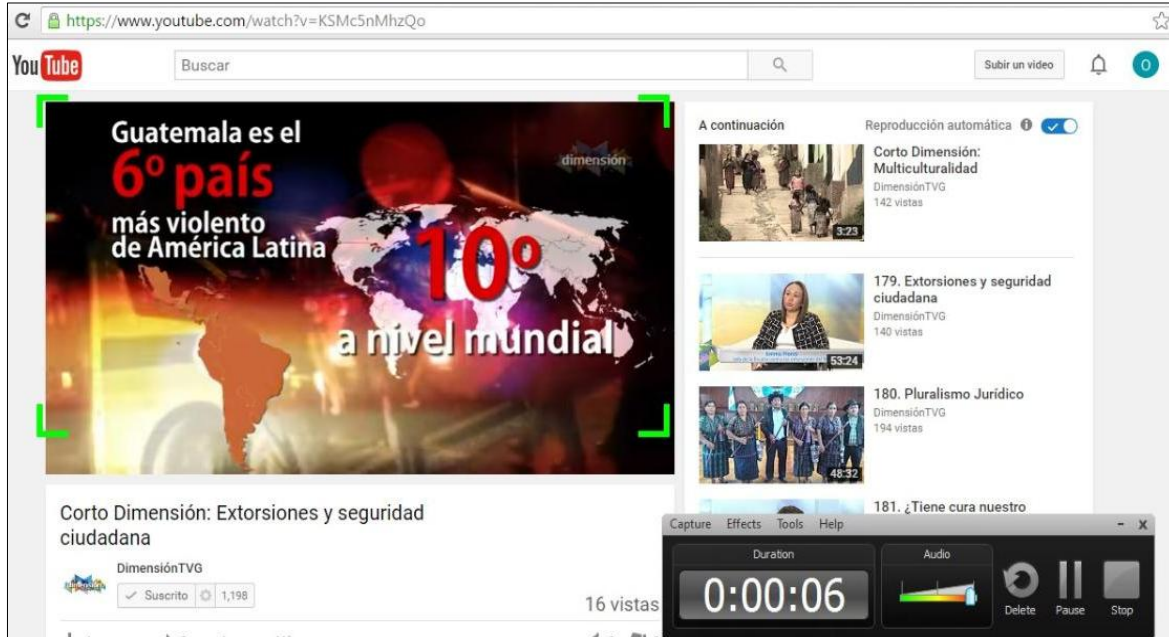 https://www.youtube.com/watch?v=KSMc5nMhzQo
YouTube
Buscar
Subir un video
O
Guatemala es el
6º país
más violento
de América Latina
10º
a nivel mundial
dimensión
A continuación
Reproducción automática
Corto Dimensión:
Multiculturalidad
DimensiónTVG
142 vistas
3:23
179. Extorsiones y seguridad
ciudadana
DimensiónTVG
140 vistas
53:24
180. Pluralismo Jurídico
DimensiónTVG
194 vistas
48:32
181. ¿Tiene cura nuestro
Corto Dimensión: Extorsiones y seguridad
ciudadana
DimensiónTVG
Suscrito 1,198
16 vistas
Capture Effects Tools Help
Duration
0:00:06
Audio
Delete Pause Stop